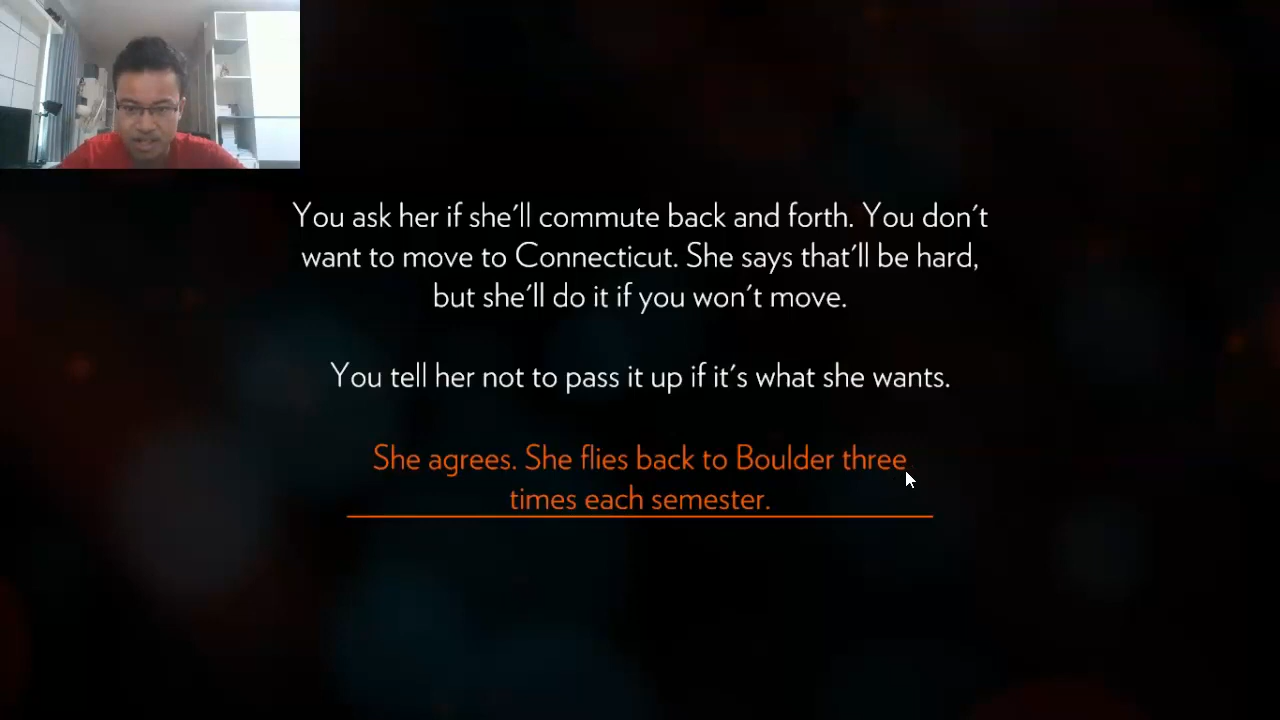 You ask her if she'll commute back and forth. You don't
want to move to Connecticut. She says that'll be hard,
but she'll do it if you won't move.
You tell her not to pass it up if it's what she wants.
She agrees. She flies back to Boulder three
times each semester.